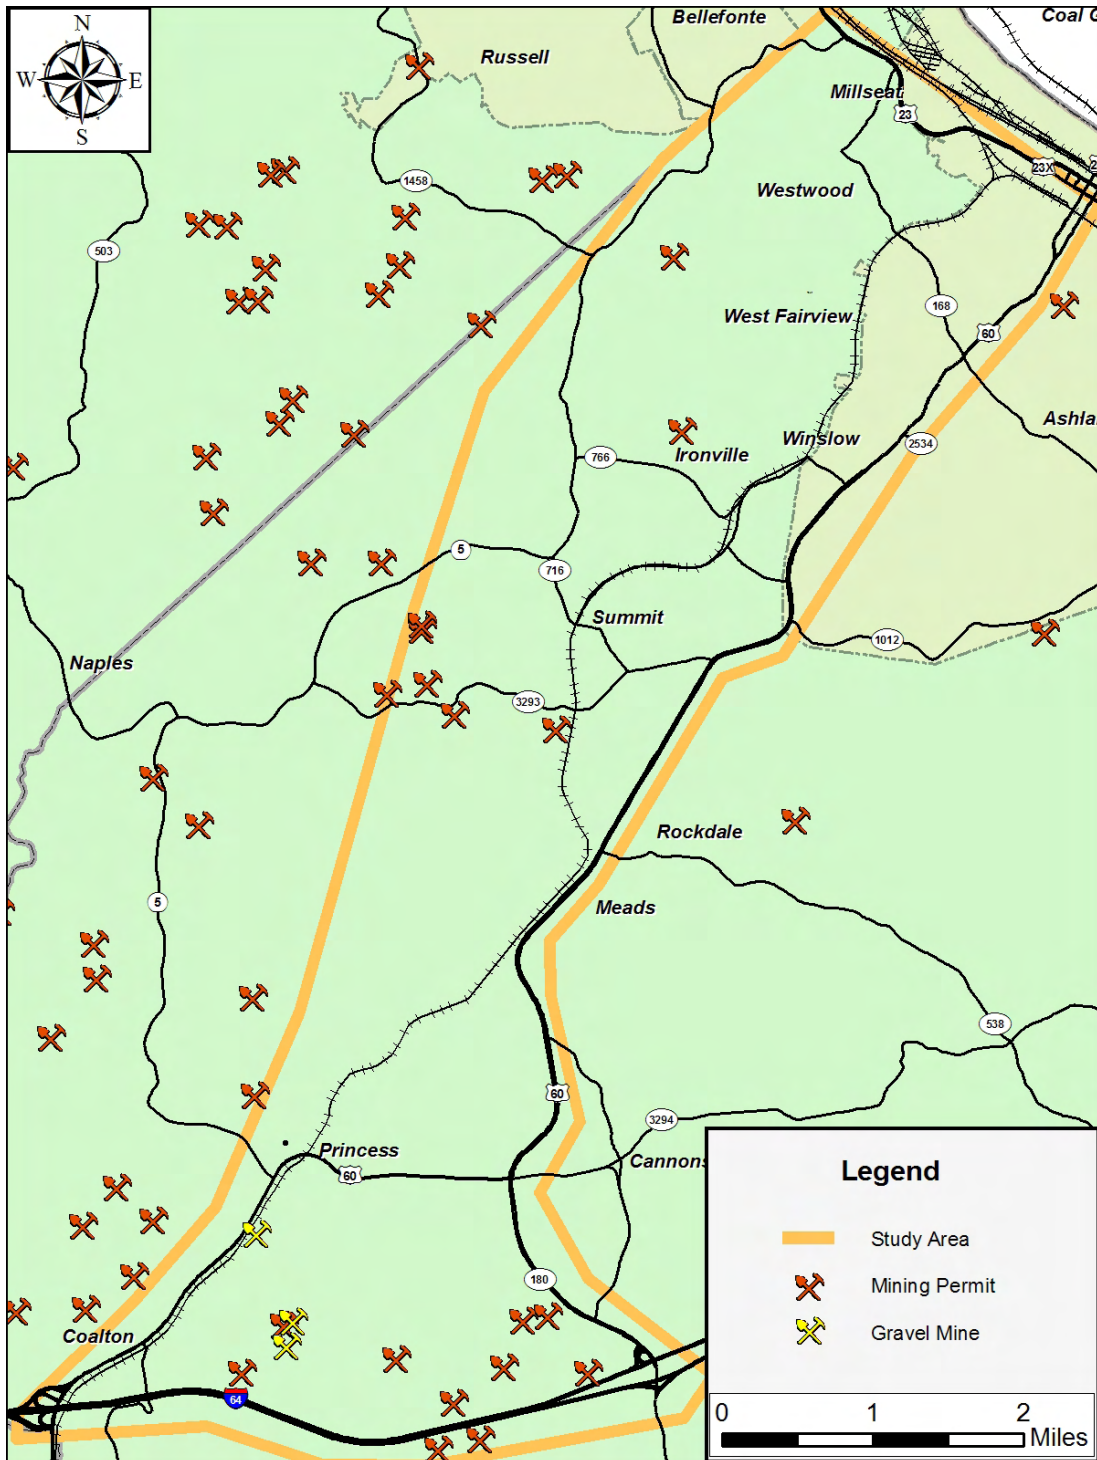 N
W E
S
Bellefonte
Coal G
Russell
Millseat
23
23X
2
1458
Westwood
503
168
West Fairview
60
Ashla
Winslow
2534
Ironville
766
5
716
Summit
1012
Naples
3293
Rockdale
5
Meads
538
60
3294
Princess
Cannons
60
180
Coalton
64
Legend
Study Area
Mining Permit
Gravel Mine
0 1 2
Miles